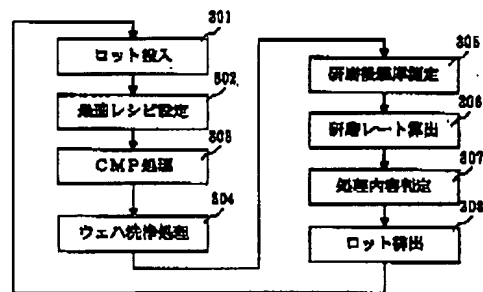 301
ロット投入
302
最適レシピ設定
303
CMP処理
304
ウェハ洗浄処理
305
研磨後膜厚測定
306
研磨レート算出
307
処理内容判定
308
ロット排出